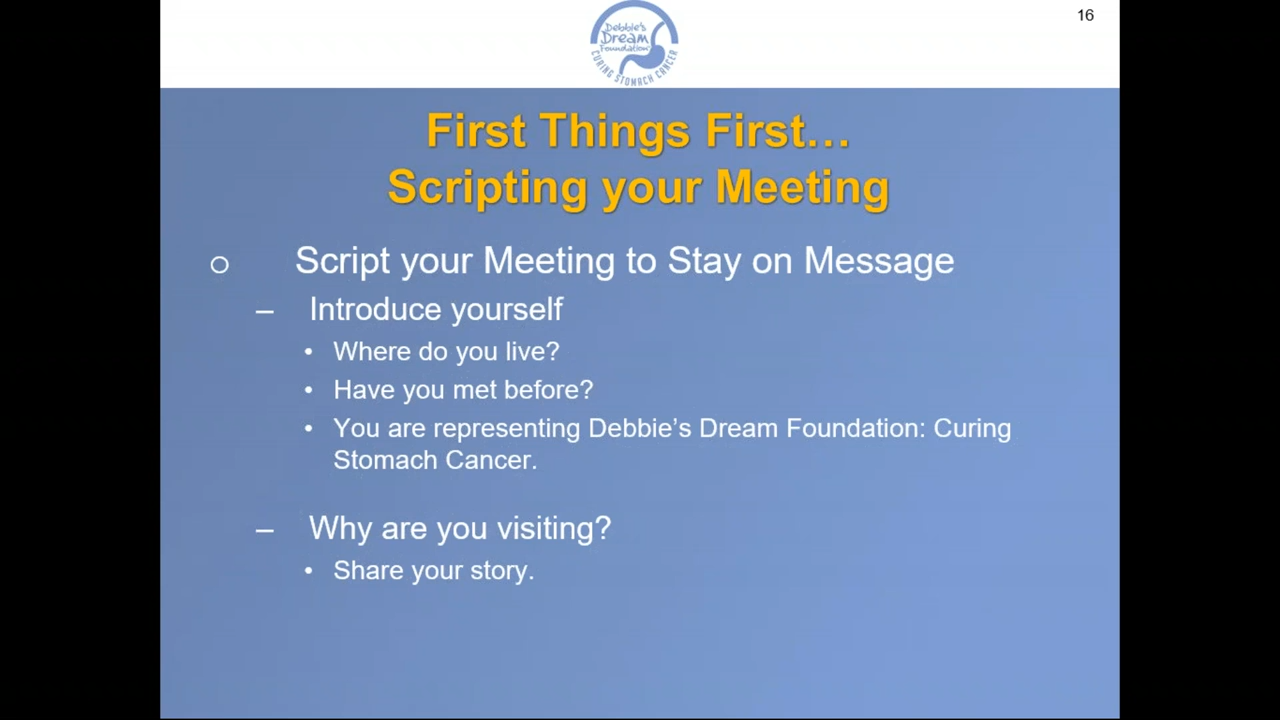 16
Debbie's
Dream
Foundation
CURING STOMACH CANCER
First Things First…
Scripting your Meeting
o Script your Meeting to Stay on Message
– Introduce yourself
• Where do you live?
• Have you met before?
• You are representing Debbie’s Dream Foundation: Curing
Stomach Cancer.
– Why are you visiting?
• Share your story.